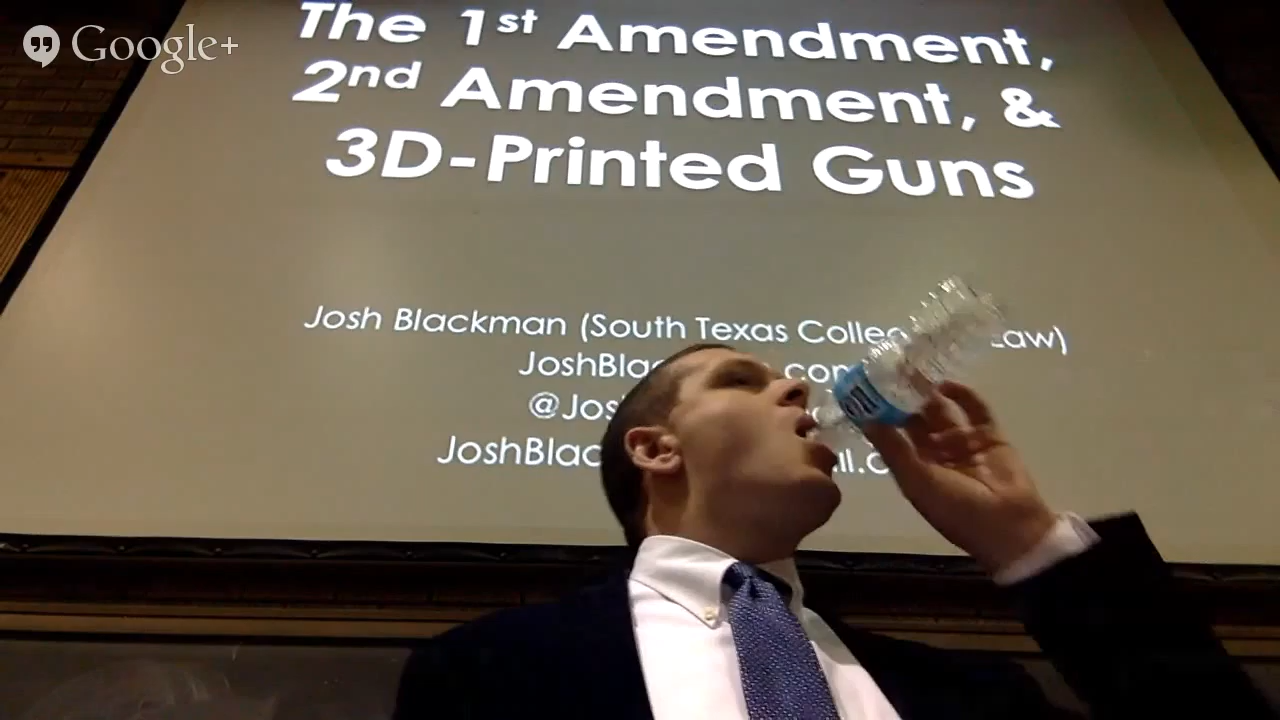 Google+
The 1st Amendment,
2nd Amendment, &
3D-Printed Guns
Josh Blackman (South Texas Law)